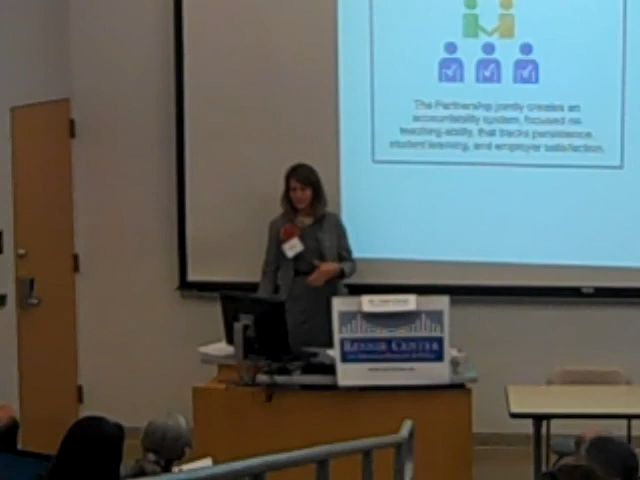 The Partnership jointly creates an
accountability system, focused on
teaching ability, that tracks persistence,
student learning, and employer satisfaction.
RENNIE CENTER